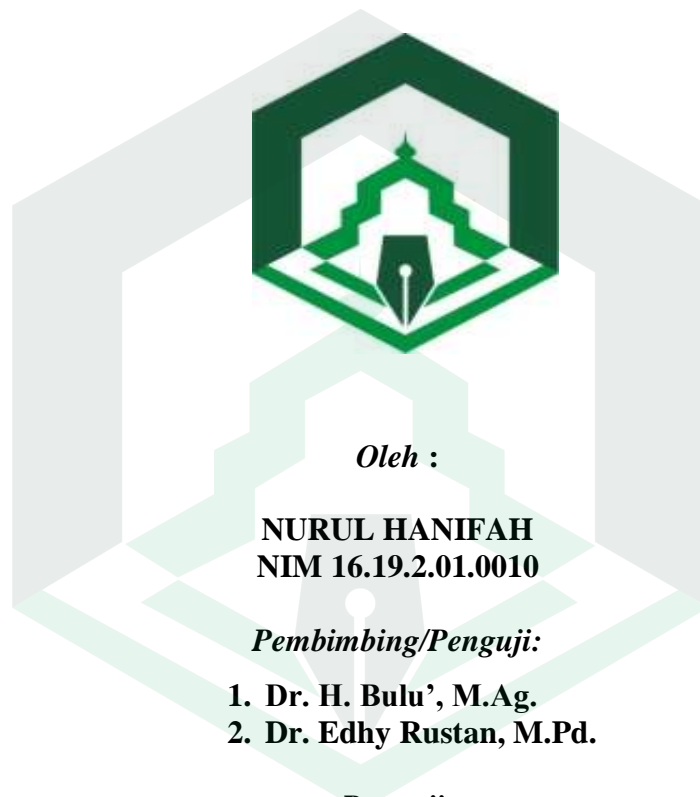 Oleh :
NURUL HANIFAH
NIM 16.19.2.01.0010
Pembimbing/Penguji:
1. Dr. H. Bulu’, M.Ag.
2. Dr. Edhy Rustan, M.Pd.